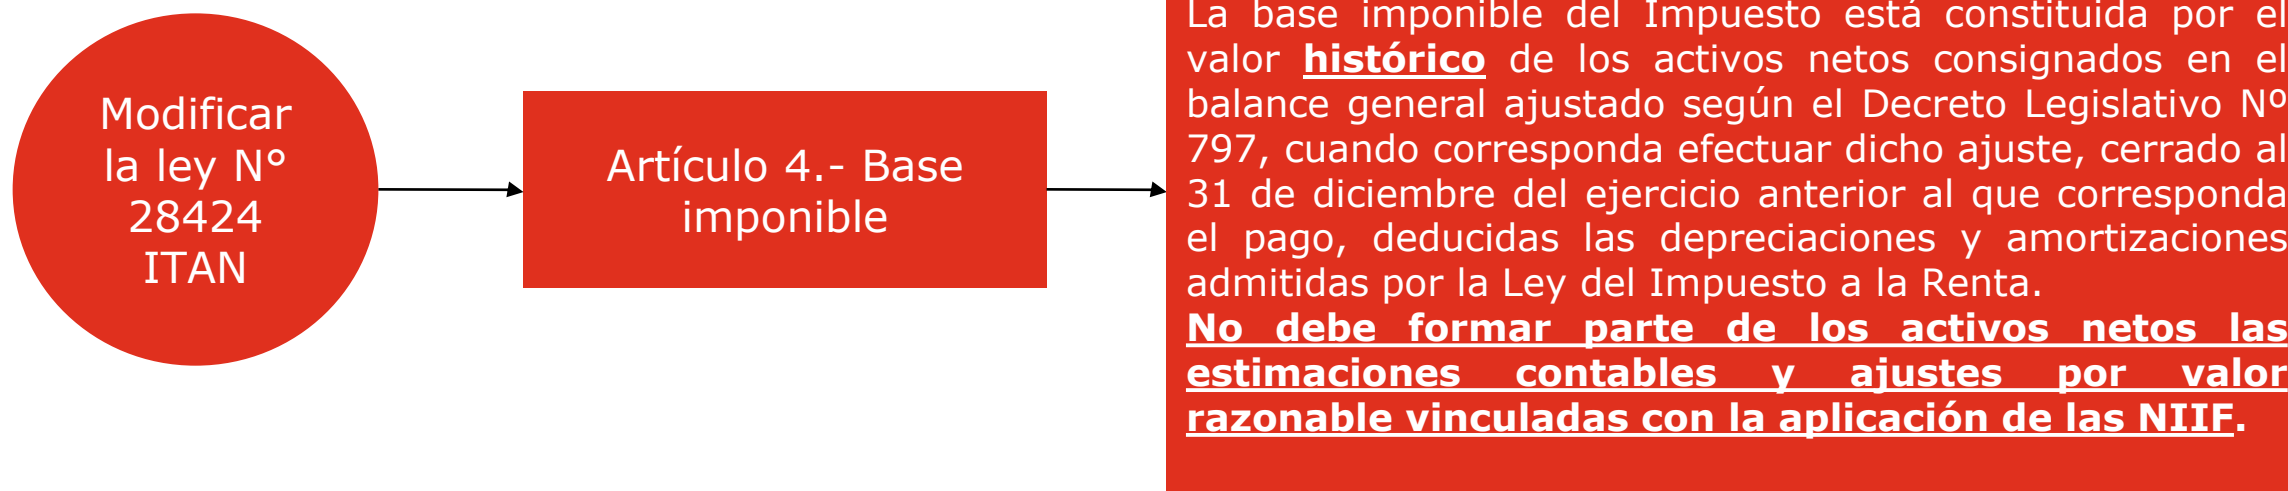 Modificar
la ley N°
28424
ITAN
Artículo 4.- Base
imponible
La base imponible del Impuesto está constituida por el
valor histórico de los activos netos consignados en el
balance general ajustado según el Decreto Legislativo Nº
797, cuando corresponda efectuar dicho ajuste, cerrado al
31 de diciembre del ejercicio anterior al que corresponda
el pago, deducidas las depreciaciones y amortizaciones
admitidas por la Ley del Impuesto a la Renta.
No debe formar parte de los activos netos las
estimaciones contables y ajustes por valor
razonable vinculadas con la aplicación de las NIIF.